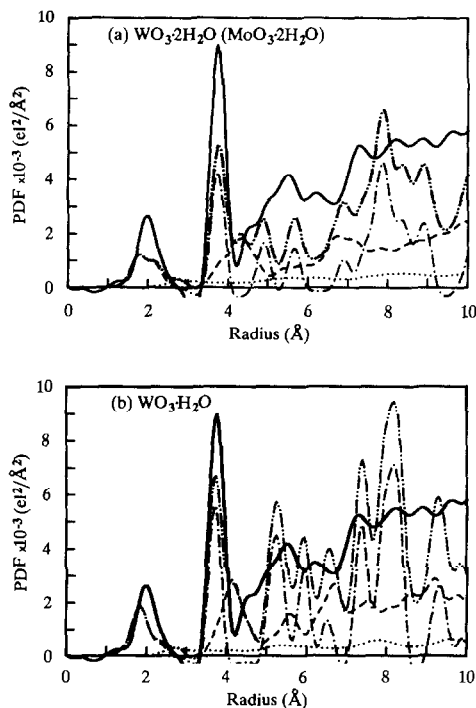 (a) WO₃·2H₂O (MoO₃·2H₂O)
PDF x10⁻³ (el²/Å²)
10
8
6
4
2
0
0 2 4 6 8 10
Radius (Å)
(b) WO₃·H₂O
PDF x10⁻³ (el²/Å²)
10
8
6
4
2
0
0 2 4 6 8 10
Radius (Å)